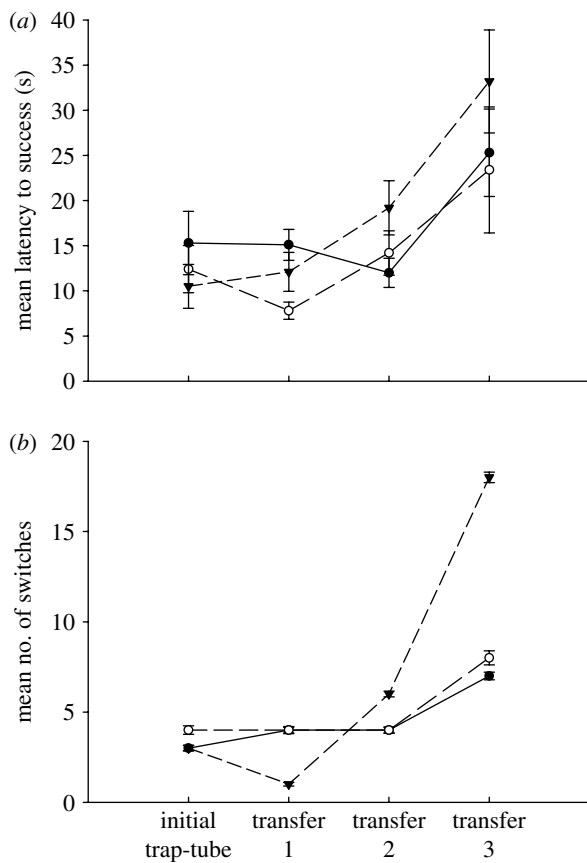 (a)
40
35
30
25
20
15
10
5
0
mean latency to success (s)
(b)
20
15
10
5
0
mean no. of switches
initial trap-tube
transfer 1
transfer 2
transfer 3